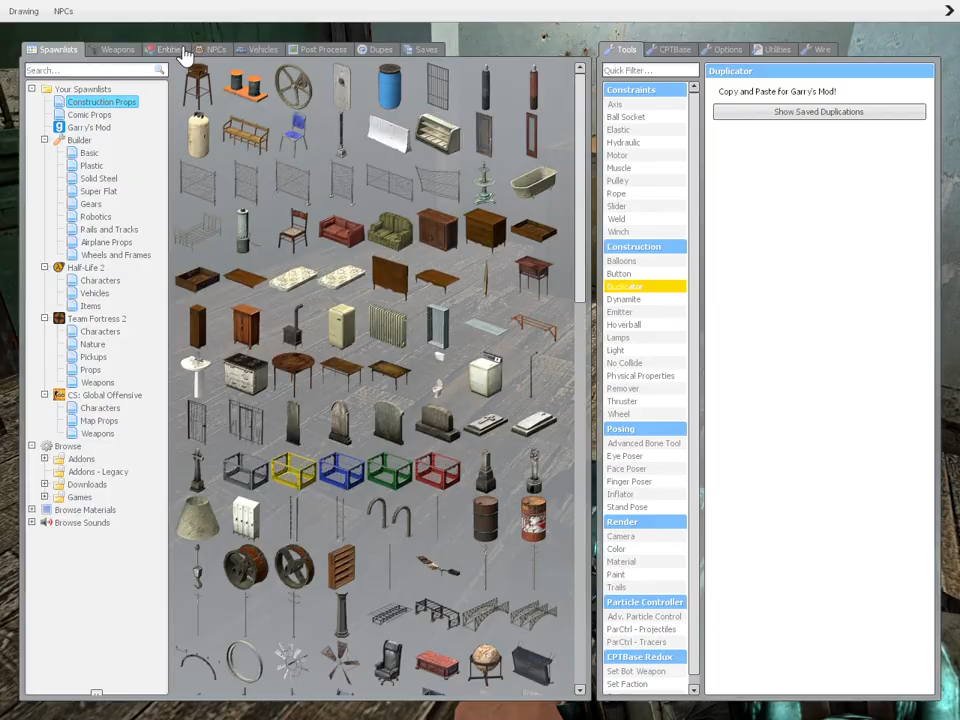 Drawing NPCs
Spawnlists Weapons Entities NPCs Vehicles Post Process Dupes Saves
Tools CPTBase Options Utilities Wire
Search...
Your Spawnlists
Construction Props
Comic Props
Garry's Mod
Builder
Basic
Plastic
Solid Steel
Super Flat
Gears
Robotics
Rails and Tracks
Airplane Props
Wheels and Frames
Half-Life 2
Characters
Vehicles
Items
Team Fortress 2
Characters
Nature
Pickups
Props
Weapons
CS: Global Offensive
Characters
Map Props
Weapons
Browse
Addons
Addons - Legacy
Downloads
Games
Browse Materials
Browse Sounds
Quick Filter...
Constraints
Axis
Ball Socket
Elastic
Hydraulic
Motor
Muscle
Pulley
Rope
Slider
Weld
Winch
Construction
Balloons
Button
Duplicator
Dynamite
Emitter
Hoverball
Lamps
Light
No Collide
Physical Properties
Remover
Thruster
Wheel
Posing
Advanced Bone Tool
Eye Poser
Face Poser
Finger Poser
Inflator
Stand Pose
Render
Camera
Color
Material
Paint
Trails
Particle Controller
Adv. Particle Control
ParCtrl - Projectiles
ParCtrl - Tracers
CPTBase Redux
Set Bot Weapon
Set Faction
Duplicator
Copy and Paste for Garry's Mod!
Show Saved Duplications